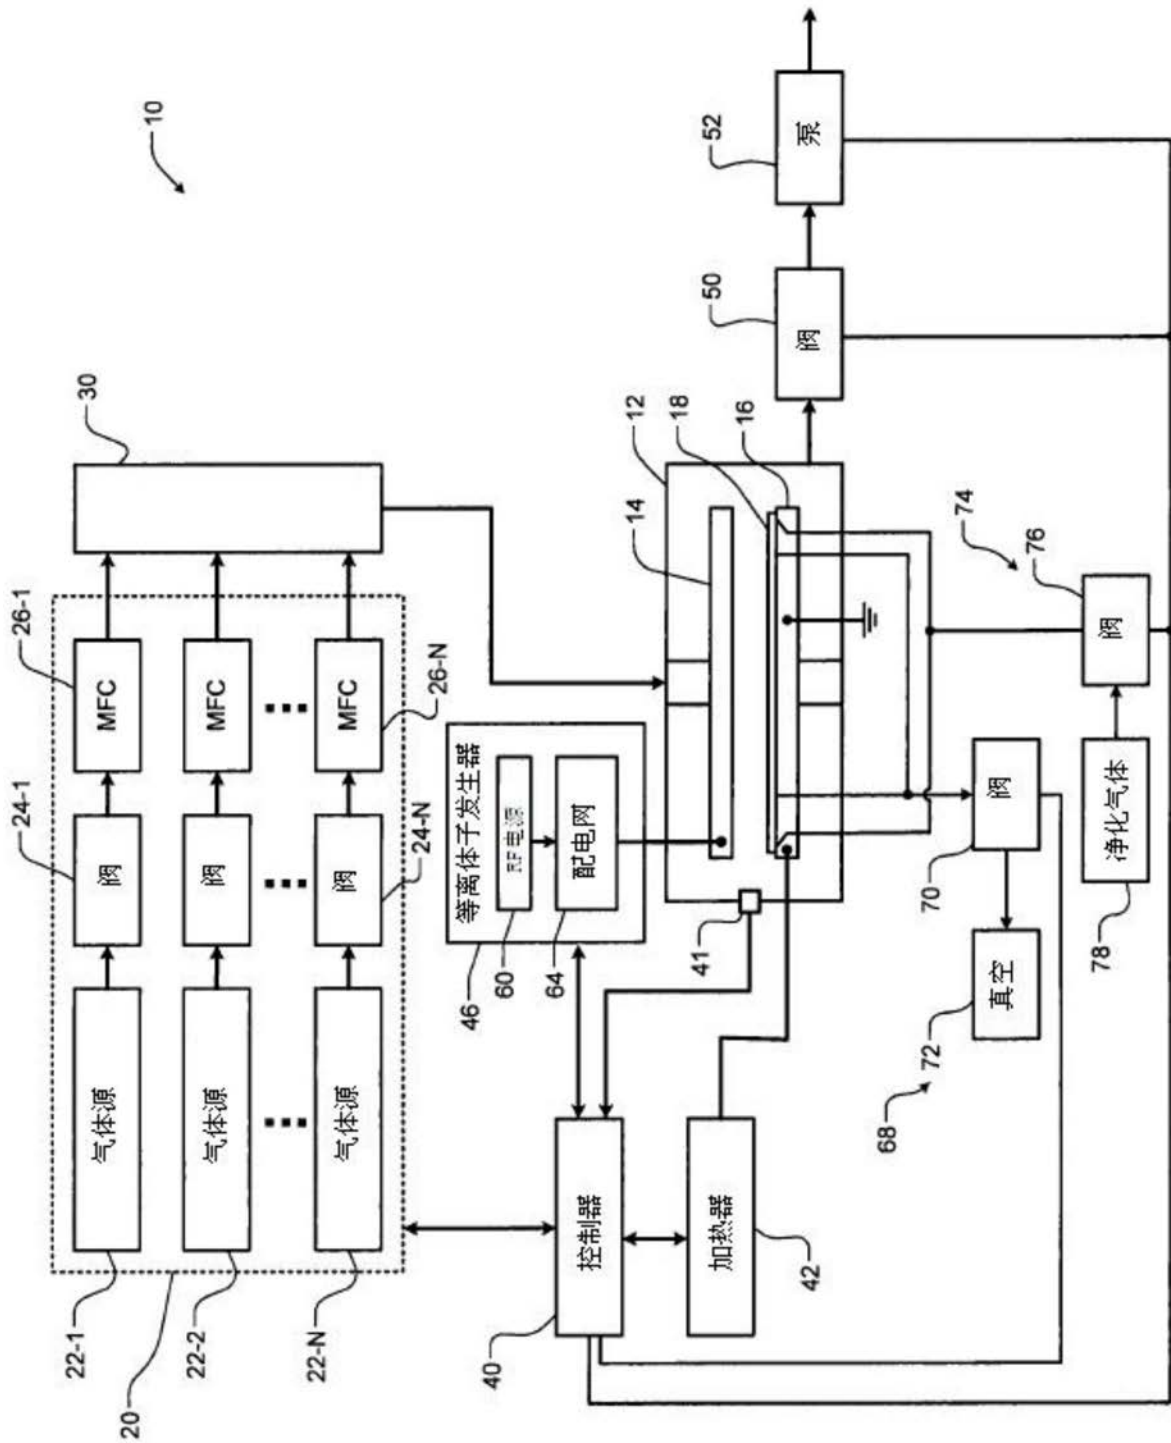 10
20
22-1
气体源
24-1
阀
26-1
MFC
30
22-2
气体源
阀
MFC
22-N
气体源
24-N
阀
26-N
MFC
46
等离体子发生器
60
RF电源
64
配电网
40
控制器
41
12
14
18
16
50
阀
52
泵
42
加热器
68
72
真空
70
阀
74
76
阀
78
净化气体